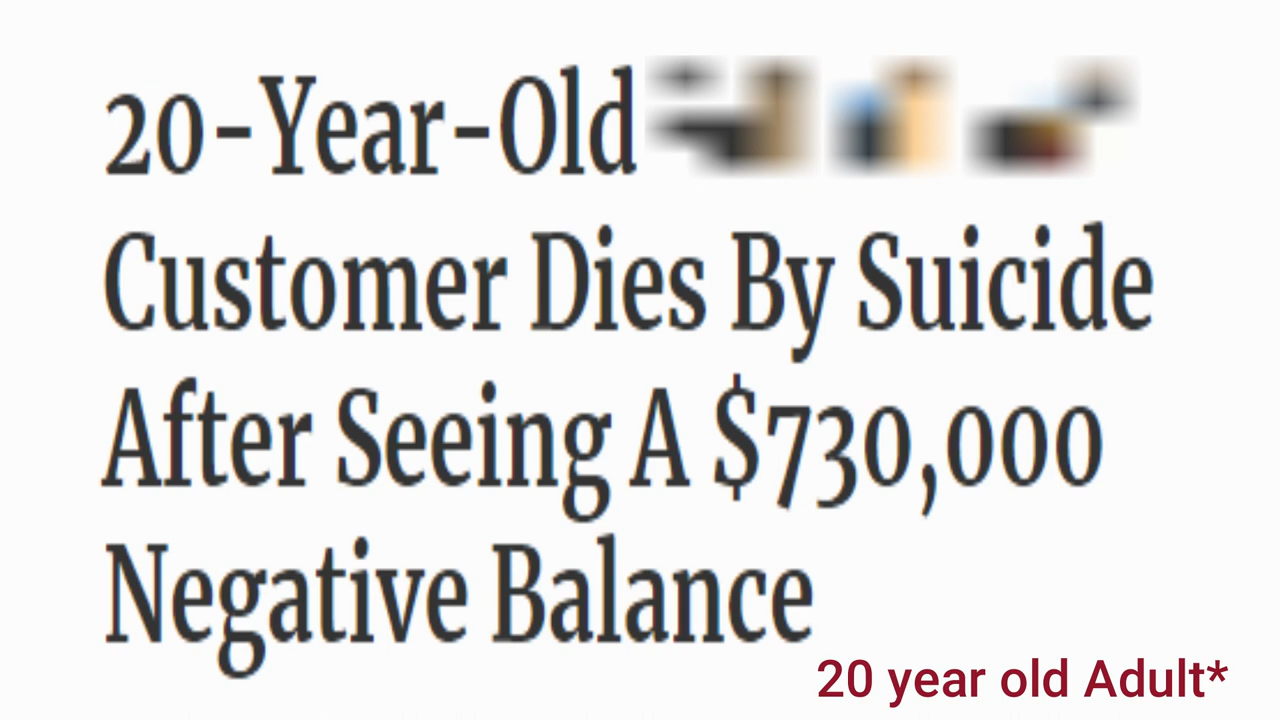 20-Year-Old
Customer Dies By Suicide
After Seeing A $730,000
Negative Balance
20 year old Adult*